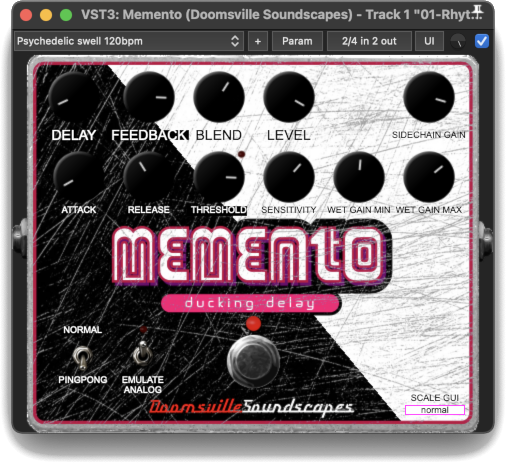 VST3: Memento (Doomsville Soundscapes) - Track 1 "01-Rhyt...
Psychedelic swell 120bpm + Param 2/4 in 2 out UI
DELAY FEEDBACK BLEND LEVEL SIDECHAIN GAIN
ATTACK RELEASE THRESHOLD SENSITIVITY WET GAIN MIN WET GAIN MAX
MEMENTO
ducking delay
NORMAL
PINGPONG EMULATE
ANALOG
DoomsvilleSoundscapes
SCALE GUI
normal